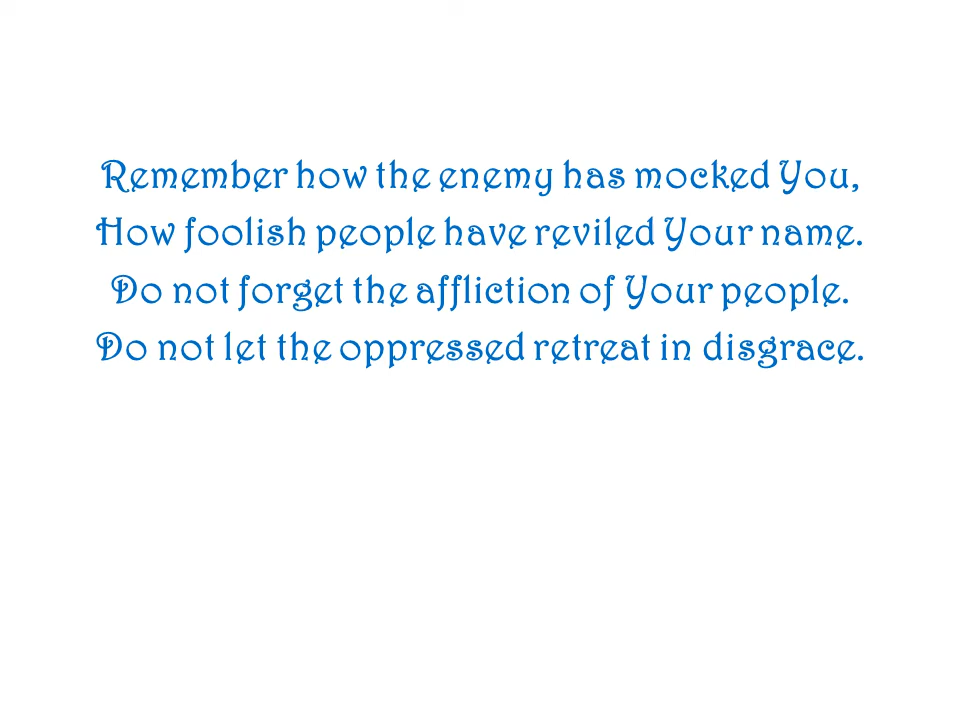 Remember how the enemy has mocked You,
How foolish people have reviled Your name.
Do not forget the affliction of Your people.
Do not let the oppressed retreat in disgrace.